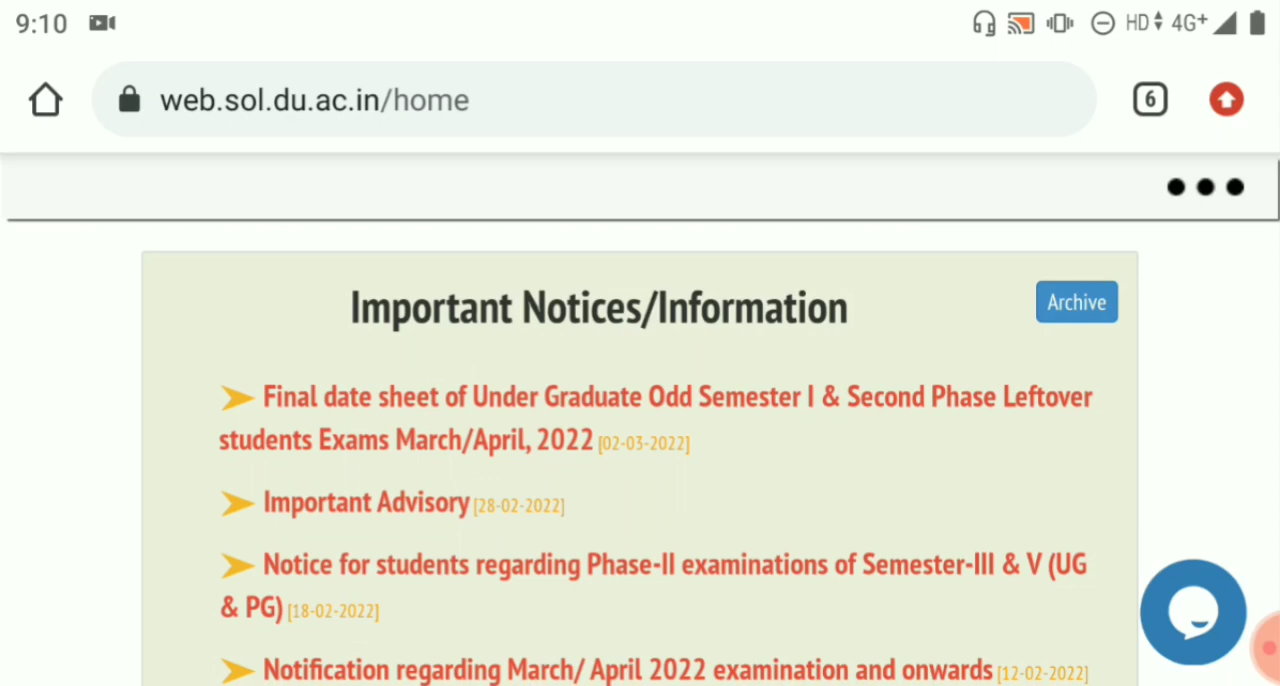 9:10 HD 4G+
web.sol.du.ac.in/home 6
Important Notices/Information
Archive
Final date sheet of Under Graduate Odd Semester I & Second Phase Leftover
students Exams March/April, 2022 [02-03-2022]
Important Advisory [28-02-2022]
Notice for students regarding Phase-II examinations of Semester-III & V (UG
& PG) [18-02-2022]
Notification regarding March/ April 2022 examination and onwards [12-02-2022]